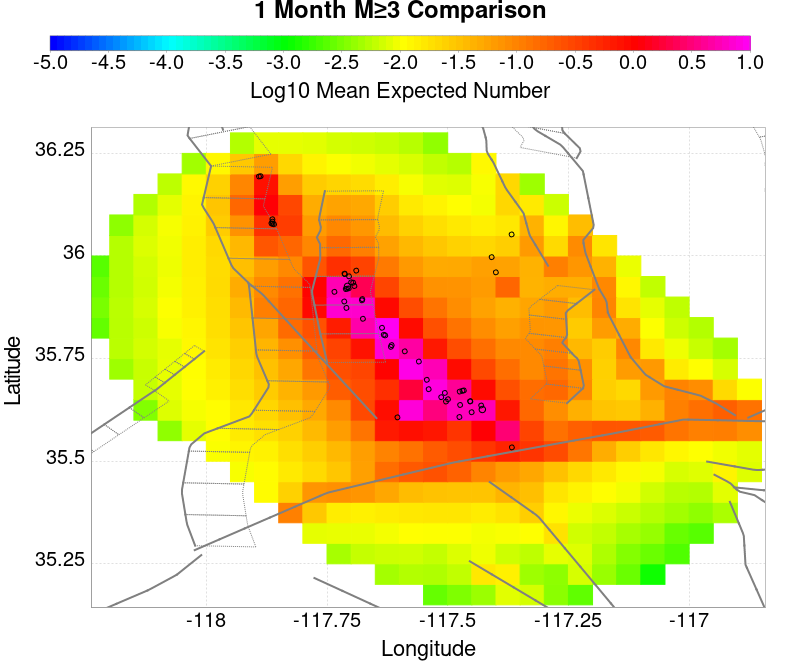 1 Month M≥3 Comparison
-5.0 -4.5 -4.0 -3.5 -3.0 -2.5 -2.0 -1.5 -1.0 -0.5 0.0 0.5 1.0
Log10 Mean Expected Number
36.25
36
35.75
35.5
35.25
Latitude
-118 -117.75 -117.5 -117.25 -117
Longitude